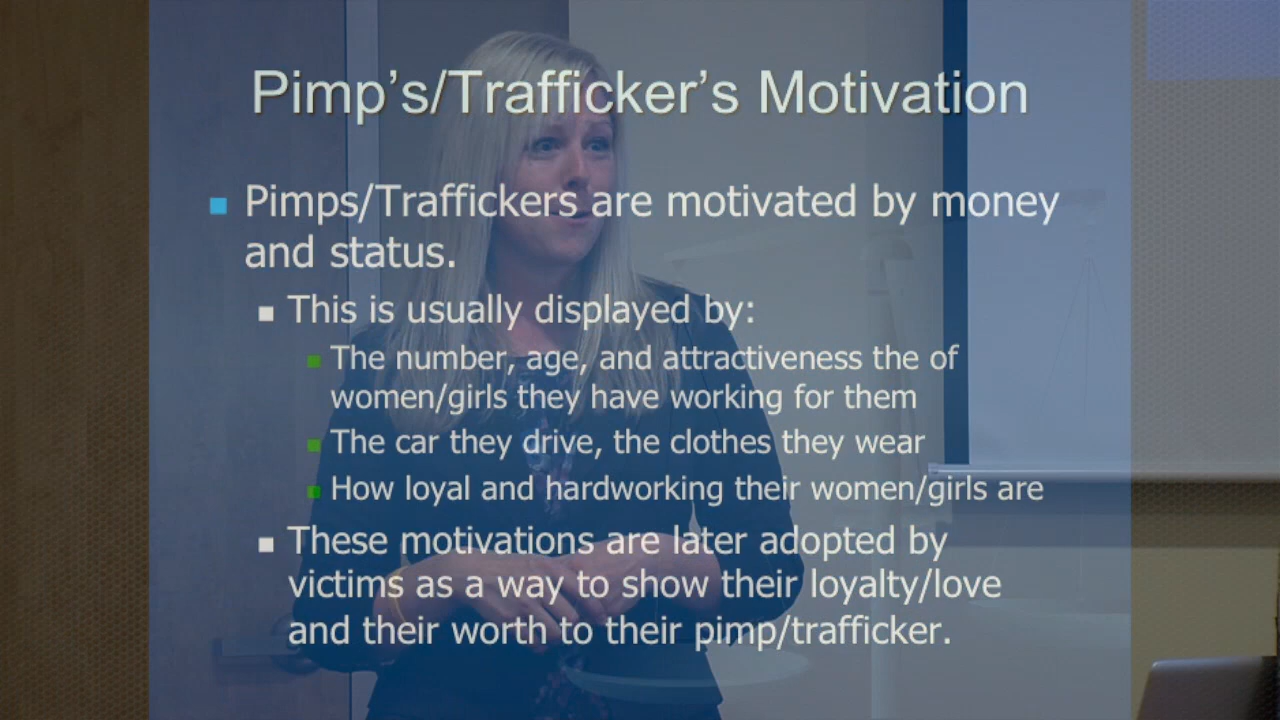 Pimp's/Trafficker's Motivation
Pimps/Traffickers are motivated by money
and status.
This is usually displayed by:
The number, age, and attractiveness the of
women/girls they have working for them
The car they drive, the clothes they wear
How loyal and hardworking their women/girls are
These motivations are later adopted by
victims as a way to show their loyalty/love
and their worth to their pimp/trafficker.